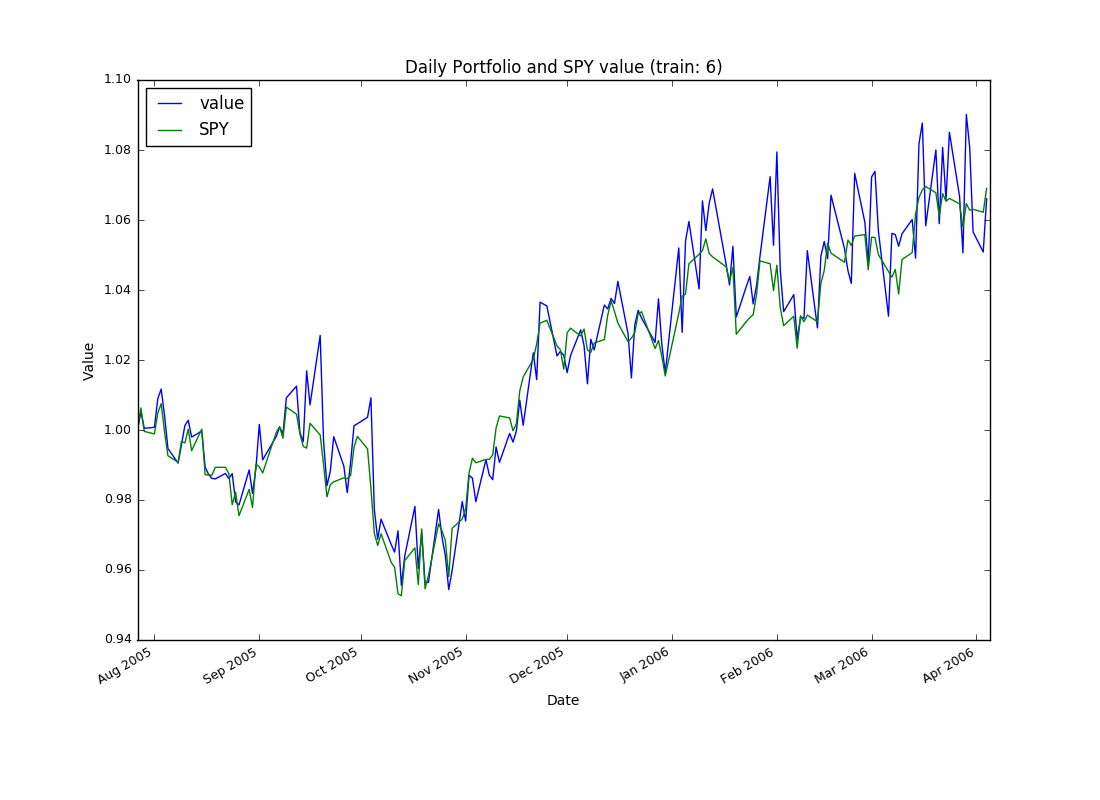 Daily Portfolio and SPY value (train: 6)
1.10
value
SPY
1.08
1.06
1.04
1.02
Value
1.00
0.98
0.96
0.94
Aug 2005
Sep 2005
Oct 2005
Nov 2005
Dec 2005
Jan 2006
Feb 2006
Mar 2006
Apr 2006
Date